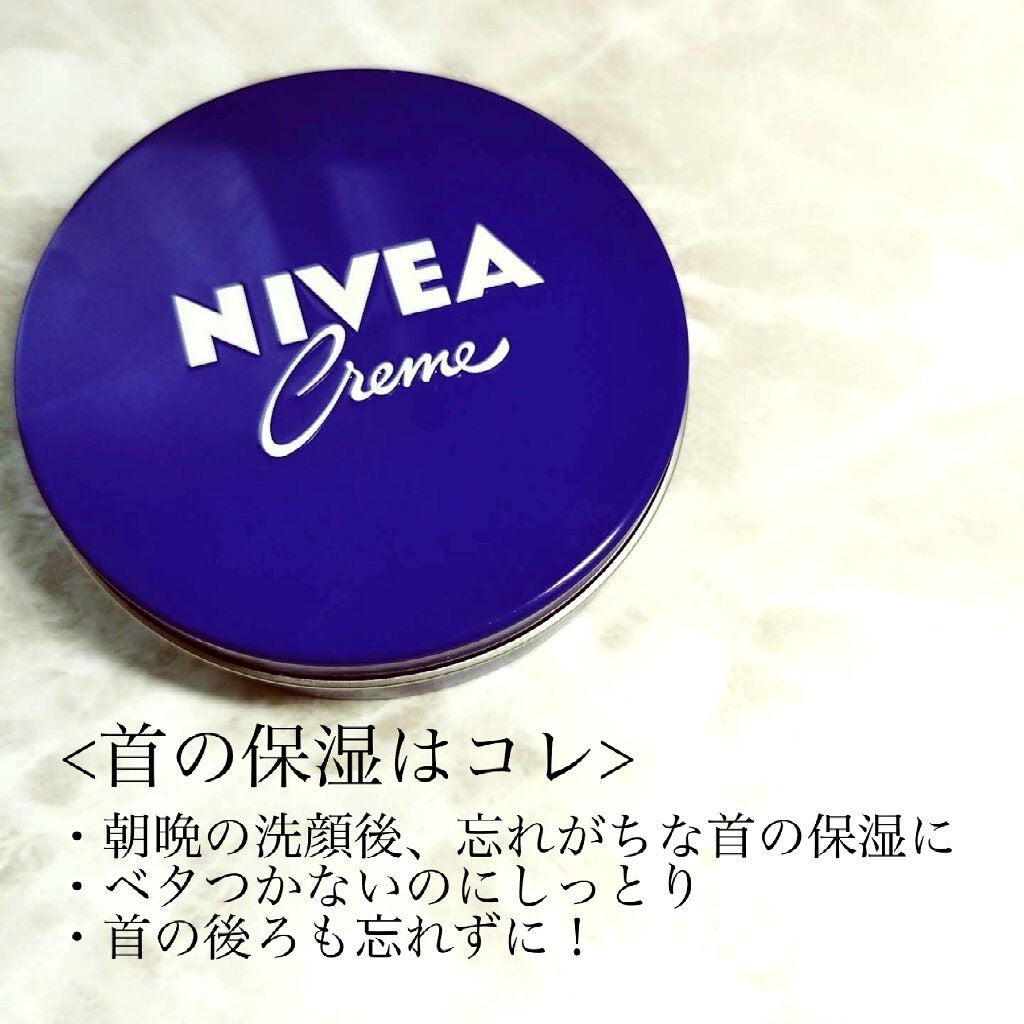 NIVEA
Creme
<首の保湿はコレ>
・朝晩の洗顔後、忘れがちな首の保湿に
・ベタつかないのにしっとり
・首の後ろも忘れずに！